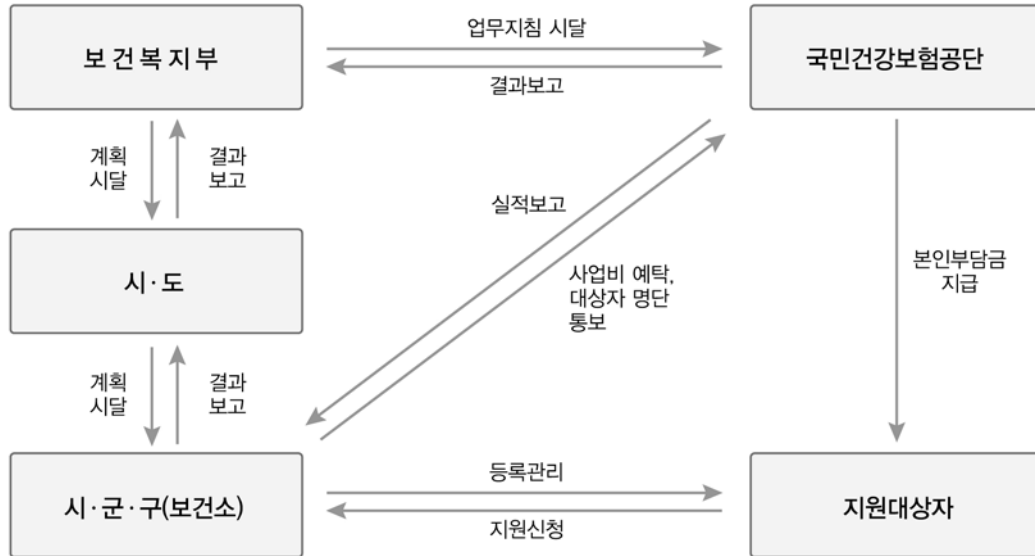 업무지침 시달
보건복지부
국민건강보험공단
결과보고
계획
시달
결과
보고
실적보고
시·도
사업비 예탁,
대상자 명단
통보
본인부담금
지급
계획
시달
결과
보고
등록관리
시·군·구(보건소)
지원대상자
지원신청